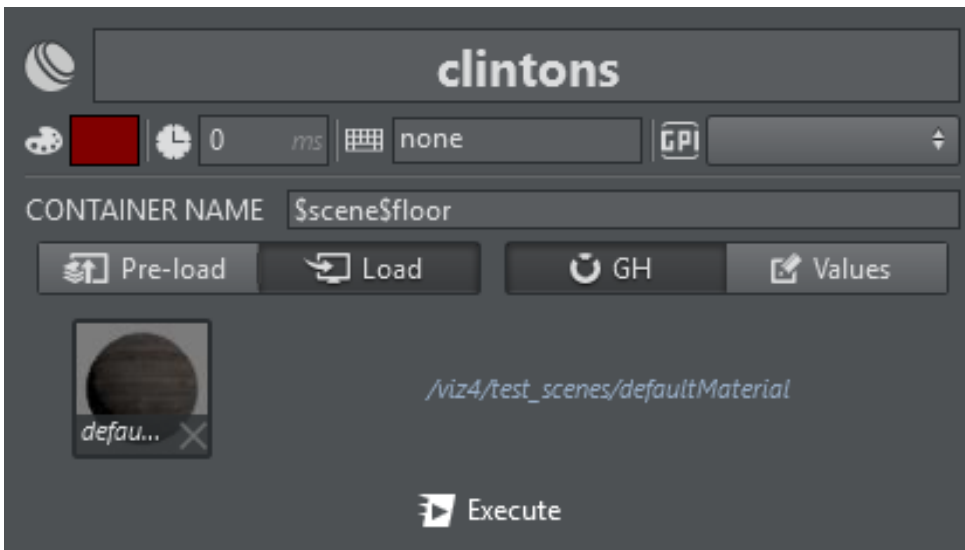 clintons
0 ms none GPI
CONTAINER NAME $scene$floor
Pre-load Load GH Values
/viz4/test_scenes/defaultMaterial
defau...
Execute